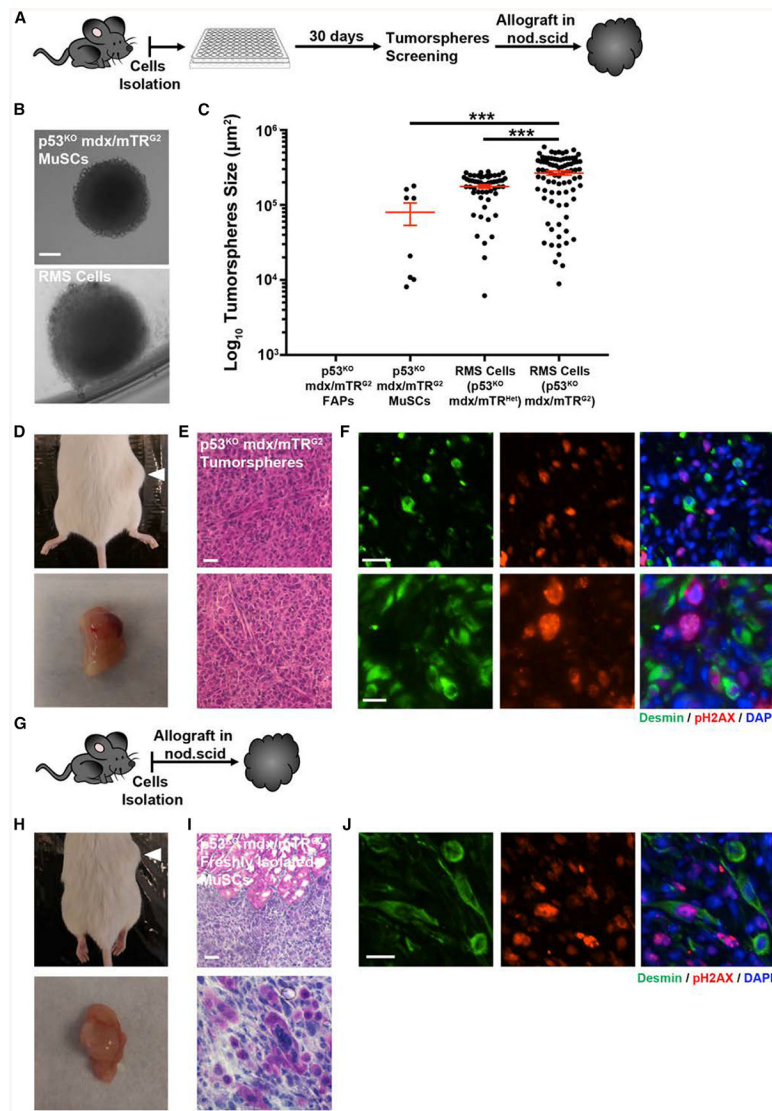 A
Cells
Isolation
30 days
Tumorspheres
Screening
Allograft in
nod.scid
B
p53KO mdx/mTRG2
MuSCs
RMS Cells
C
***
***
Log10 Tumorspheres Size (µm2)
106
105
104
103
p53KO
mdx/mTRG2
FAPs
p53KO
mdx/mTRG2
MuSCs
RMS Cells
(p53KO
mdx/mTRHet)
RMS Cells
(p53KO
mdx/mTRG2)
D
E
p53KO mdx/mTRG2
Tumorspheres
F
Desmin / pH2AX / DAPI
G
Cells
Isolation
Allograft in
nod.scid
H
I
p53KO mdx/mTRG2
Freshly Isolated
MuSCs
J
Desmin / pH2AX / DAPI